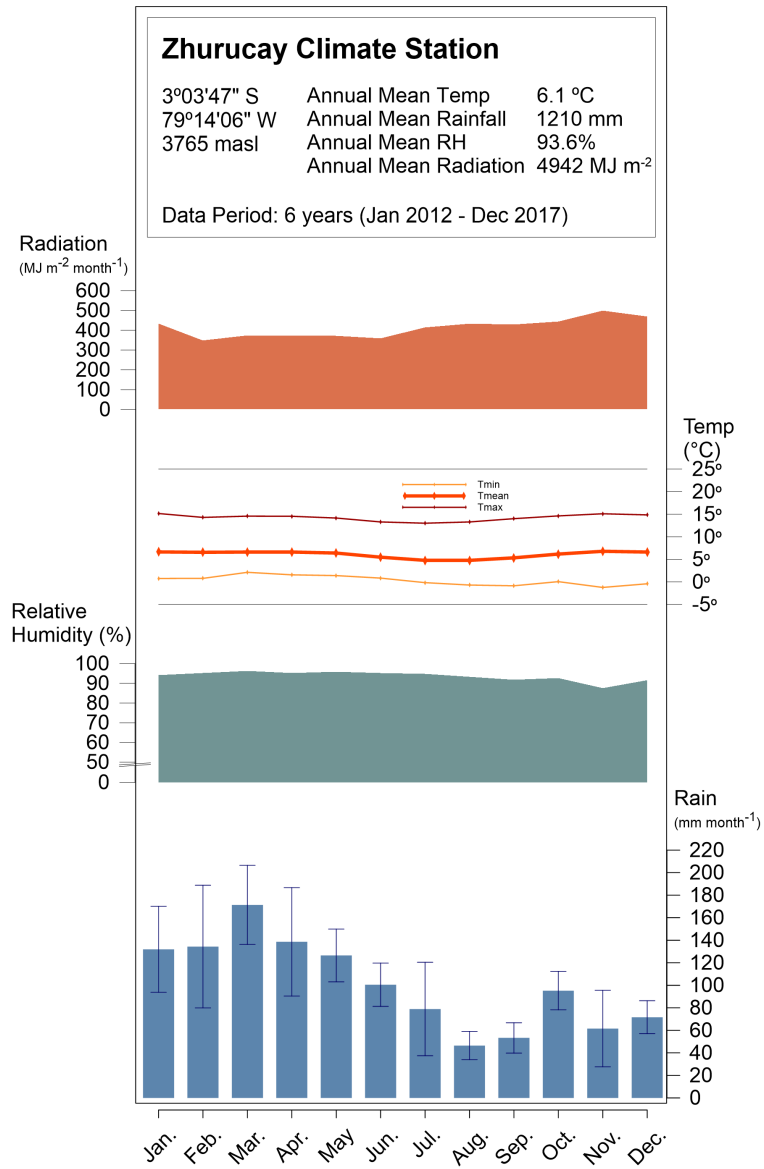 Zhurucay Climate Station
3º03'47" S Annual Mean Temp 6.1 ºC
79º14'06" W Annual Mean Rainfall 1210 mm
3765 masl Annual Mean RH 93.6%
Annual Mean Radiation 4942 MJ m⁻²
Data Period: 6 years (Jan 2012 - Dec 2017)
Radiation
(MJ m⁻² month⁻¹)
600
500
400
300
200
100
0
Temp
(°C)
25º
20º
15º
10º
5º
0º
-5º
Tmin
Tmean
Tmax
Relative
Humidity (%)
100
90
80
70
60
50
0
Rain
(mm month⁻¹)
220
200
180
160
140
120
100
80
60
40
20
0
Jan. Feb. Mar. Apr. May Jun. Jul. Aug. Sep. Oct. Nov. Dec.